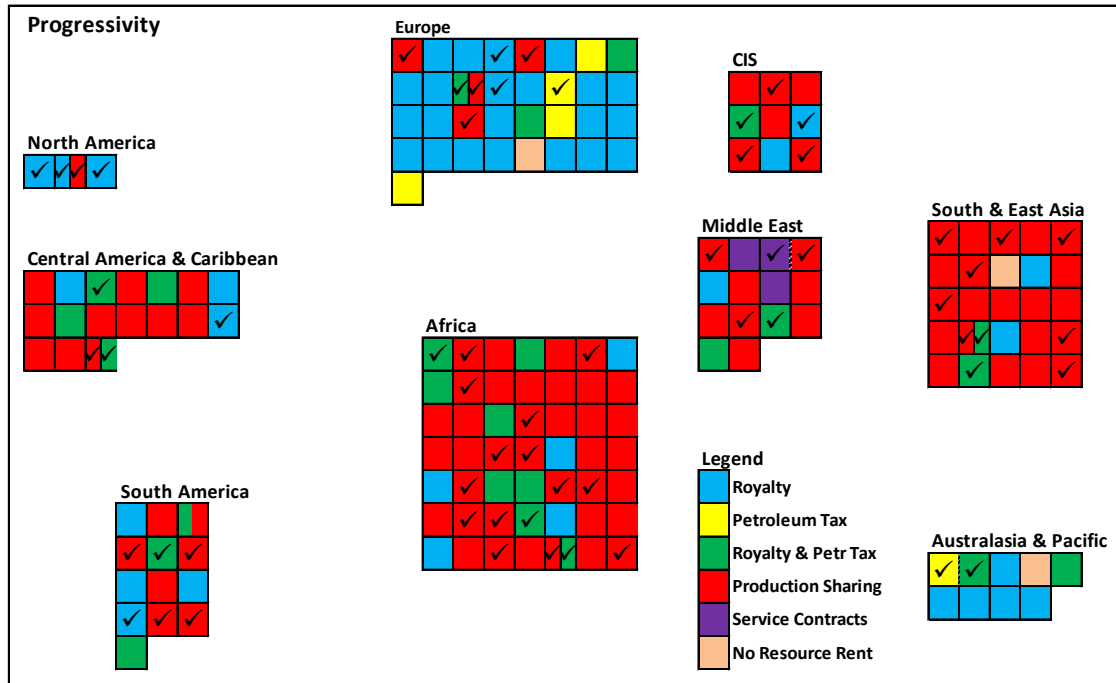 Progressivity
Europe
CIS
North America
South & East Asia
Middle East
Central America & Caribbean
Africa
Legend
Royalty
South America
Petroleum Tax
Royalty & Petr Tax
Australasia & Pacific
Production Sharing
Service Contracts
No Resource Rent